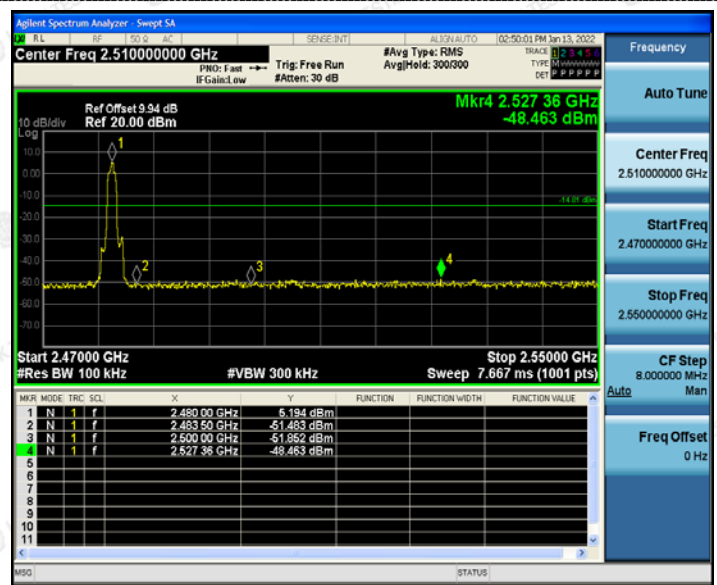 Agilent Spectrum Analyzer - Swept SA
RL RF 50 Ω AC SENSE:INT ALIGN AUTO 02:50:01 PM Jan 13, 2022
Center Freq 2.510000000 GHz
PNO: Fast
IFGain:Low
Trig: Free Run
#Atten: 30 dB
#Avg Type: RMS
Avg|Hold: 300/300
TRACE 1 2 3 4 5 6
TYPE M W W W W W
DET P P P P P P
Ref Offset 9.94 dB
Ref 20.00 dBm
10 dB/div
Log
Mkr4 2.527 36 GHz
-48.463 dBm
10.0
0.00
-10.0
-20.0
-30.0
-40.0
-50.0
-60.0
-70.0
1
2
3
4
-14.81 dBm
Start 2.47000 GHz
#Res BW 100 kHz
#VBW 300 kHz
Stop 2.55000 GHz
Sweep 7.667 ms (1001 pts)
MKR MODE TRC SCL X Y FUNCTION FUNCTION WIDTH FUNCTION VALUE
1 N 1 f 2.480 00 GHz 5.194 dBm
2 N 1 f 2.483 50 GHz -51.483 dBm
3 N 1 f 2.500 00 GHz -51.852 dBm
4 N 1 f 2.527 36 GHz -48.463 dBm
5
6
7
8
9
10
11
MSG STATUS
Frequency
Auto Tune
Center Freq
2.510000000 GHz
Start Freq
2.470000000 GHz
Stop Freq
2.550000000 GHz
CF Step
8.000000 MHz
Auto Man
Freq Offset
0 Hz